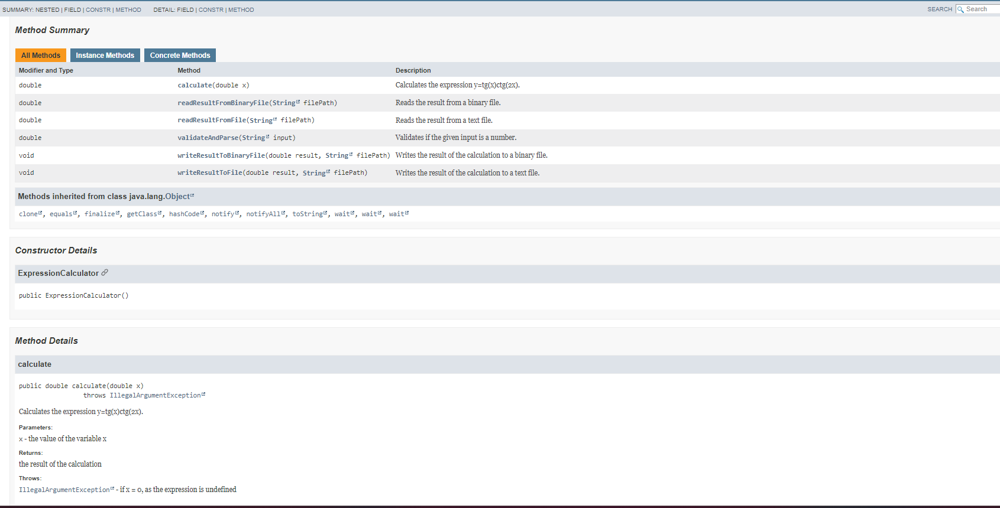 SUMMARY: NESTED | FIELD | CONSTR | METHOD DETAIL: FIELD | CONSTR | METHOD SEARCH Search
Method Summary
All Methods Instance Methods Concrete Methods
Modifier and Type Method Description
double calculate(double x) Calculates the expression y=tg(x)ctg(2x).
double readResultFromBinaryFile(String filePath) Reads the result from a binary file.
double readResultFromFile(String filePath) Reads the result from a text file.
double validateAndParse(String input) Validates if the given input is a number.
void writeResultToBinaryFile(double result, String filePath) Writes the result of the calculation to a binary file.
void writeResultToFile(double result, String filePath) Writes the result of the calculation to a text file.
Methods inherited from class java.lang.Object
clone, equals, finalize, getClass, hashCode, notify, notifyAll, toString, wait, wait, wait
Constructor Details
ExpressionCalculator
public ExpressionCalculator()
Method Details
calculate
public double calculate(double x)
throws IllegalArgumentException
Calculates the expression y=tg(x)ctg(2x).
Parameters:
x - the value of the variable x
Returns:
the result of the calculation
Throws:
IllegalArgumentException - if x = 0, as the expression is undefined